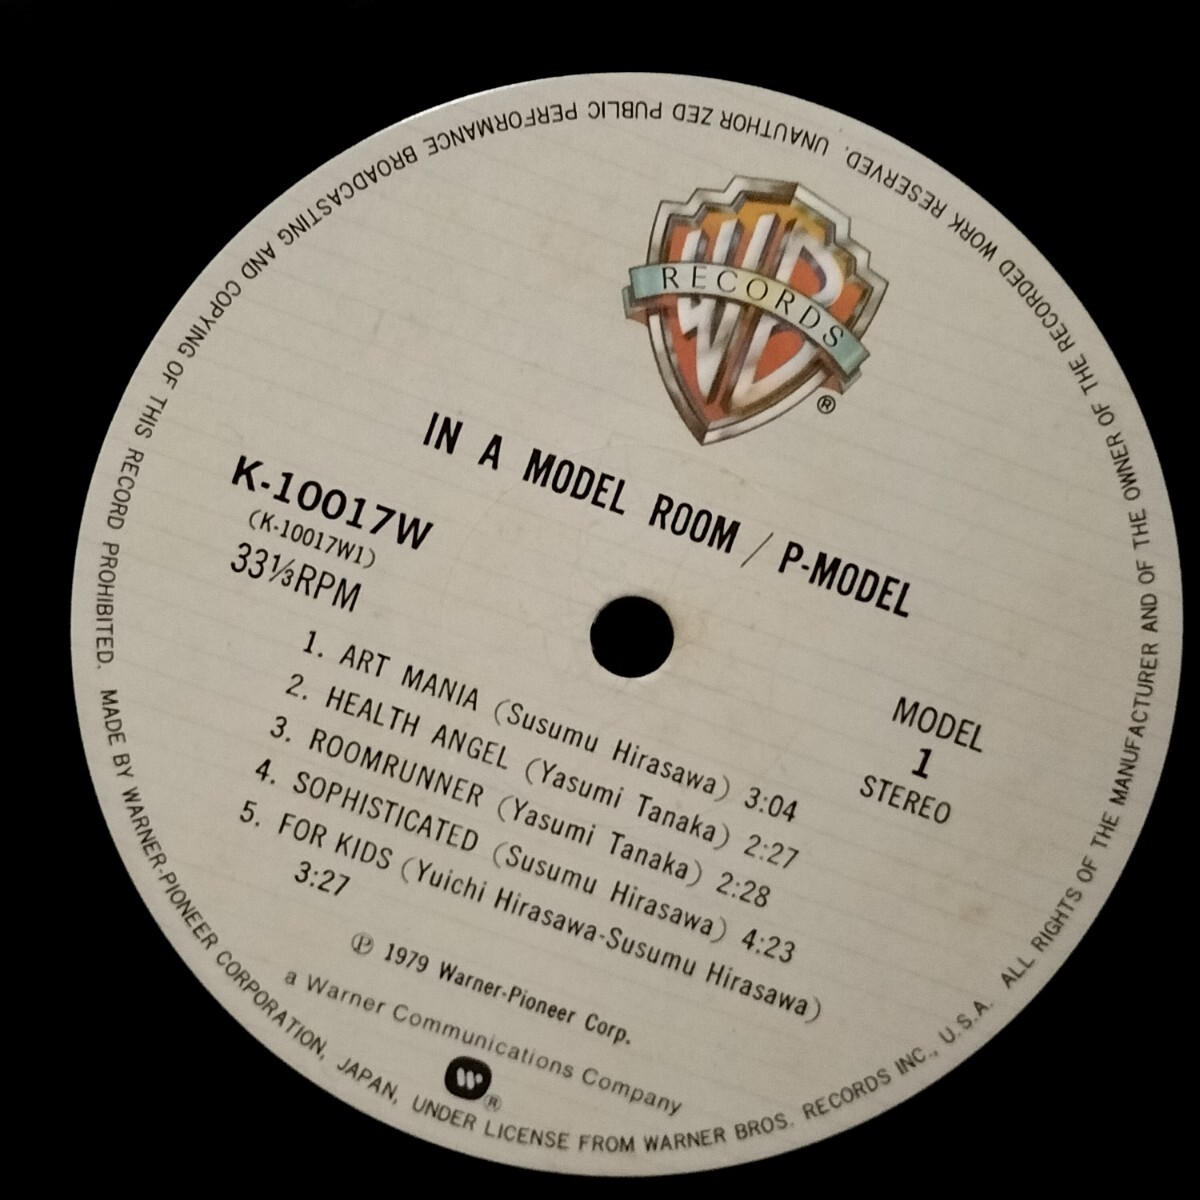 WB
RECORDS
®
IN A MODEL ROOM / P-MODEL
K-10017W
(K-10017W1)
33⅓RPM
MODEL
1
STEREO
1. ART MANIA (Susumu Hirasawa) 3:04
2. HEALTH ANGEL (Yasumi Tanaka) 2:27
3. ROOMRUNNER (Yasumi Tanaka) 2:28
4. SOPHISTICATED (Susumu Hirasawa) 4:23
5. FOR KIDS (Yuichi Hirasawa-Susumu Hirasawa)
3:27
℗ 1979 Warner-Pioneer Corp.
a Warner Communications Company
W®
MADE BY WARNER-PIONEER CORPORATION, JAPAN, UNDER LICENSE FROM WARNER BROS. RECORDS INC., U.S.A. ALL RIGHTS OF THE MANUFACTURER AND OF THE OWNER OF THE RECORDED WORK RESERVED. UNAUTHOR ZED PUBLIC PERFORMANCE BROADCASTING AND COPYING OF THIS RECORD PROHIBITED.